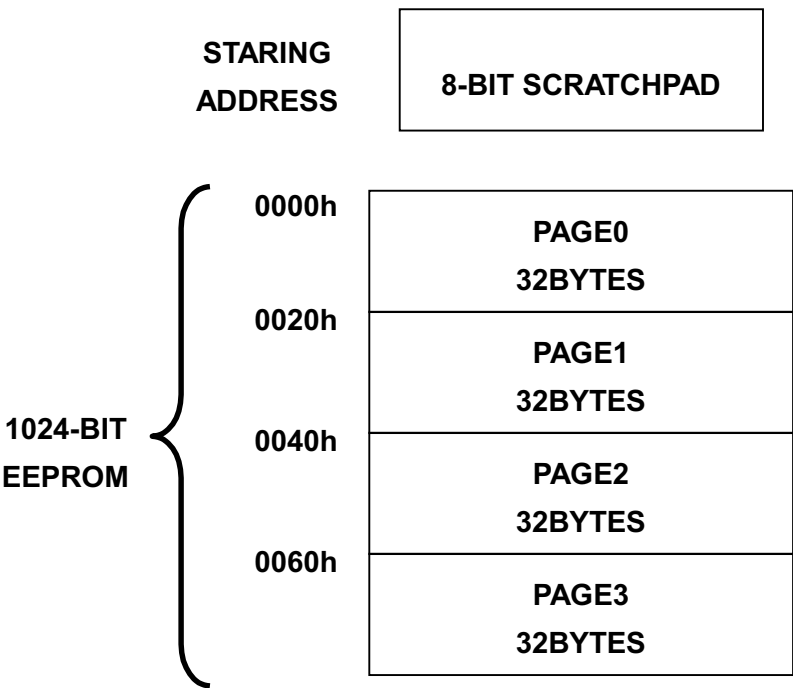 STARING
ADDRESS
8-BIT SCRATCHPAD
0000h
PAGE0
32BYTES
0020h
PAGE1
32BYTES
1024-BIT
EEPROM
0040h
PAGE2
32BYTES
0060h
PAGE3
32BYTES